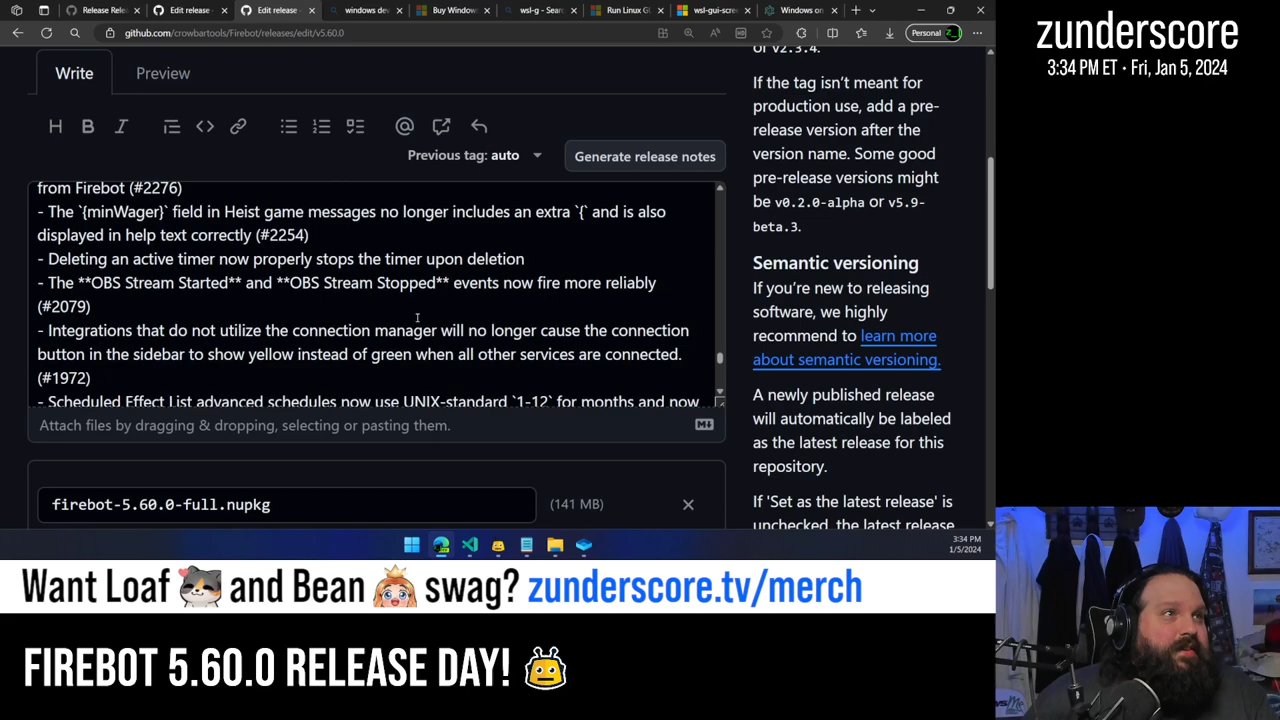 Release Rele
Edit release
Edit release
windows dev
Buy Window
wsl-g - Sear
Run Linux GU
wsl-gui-scre
Windows on
github.com/crowbartools/Firebot/releases/edit/v5.60.0
Personal
zunderscore
3:34 PM ET • Fri, Jan 5, 2024
Write
Preview
Previous tag: auto
Generate release notes
from Firebot (#2276)
- The `{minWager}` field in Heist game messages no longer includes an extra `{` and is also
displayed in help text correctly (#2254)
- Deleting an active timer now properly stops the timer upon deletion
- The **OBS Stream Started** and **OBS Stream Stopped** events now fire more reliably
(#2079)
- Integrations that do not utilize the connection manager will no longer cause the connection
button in the sidebar to show yellow instead of green when all other services are connected.
(#1972)
- Scheduled Effect List advanced schedules now use UNIX-standard `1-12` for months and now
Attach files by dragging & dropping, selecting or pasting them.
firebot-5.60.0-full.nupkg
(141 MB)
or v2.3.4.
If the tag isn't meant for
production use, add a pre-
release version after the
version name. Some good
pre-release versions might
be v0.2.0-alpha or v5.9-
beta.3.
Semantic versioning
If you're new to releasing
software, we highly
recommend to learn more
about semantic versioning.
A newly published release
will automatically be labeled
as the latest release for this
repository.
If 'Set as the latest release' is
unchecked, the latest release
3:34 PM
1/5/2024
Want Loaf and Bean swag? zunderscore.tv/merch
FIREBOT 5.60.0 RELEASE DAY!